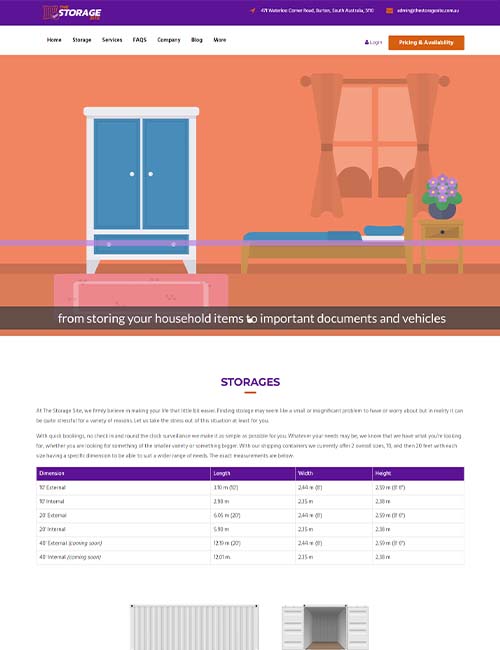 THE
STORAGE
SITE
471 Waterloo Corner Road, Burton, South Australia, 5110
admin@thestoragesite.com.au
Home Storage Services FAQS Company Blog More
Login
Pricing & Availability
from storing your household items to important documents and vehicles
STORAGES
At The Storage Site, we firmly believe in making your life that little bit easier. Finding storage may seem like a small or insignificant problem to have or worry about but in reality it can
be quite stressful for a variety of reasons. Let us take the stress out of this situation at least for you.
With quick bookings, no check in and round the clock surveillance we make it as simple as possible for you. Whatever your needs may be, we know that we have what you're looking
for, whether you are looking for something of the smaller variety or something bigger. With our shipping containers we currently offer 2 overall sizes, 10, and then 20 feet with each
size having a specific dimension to be able to suit a wider range of needs. The exact measurements are below:
Dimension Length Width Height
10' External 3.10 m (10') 2.44 m (8') 2.59 m (8' 6")
10' Internal 2.98 m 2.35 m 2.38 m
20' External 6.06 m (20') 2.44 m (8') 2.59 m (8' 6")
20' Internal 5.90 m 2.35 m 2.38 m
40' External (coming soon) 12.19 m (20') 2.44 m (8') 2.59 m (8' 6")
40' Internal (coming soon) 12.01 m. 2.35 m 2.38 m